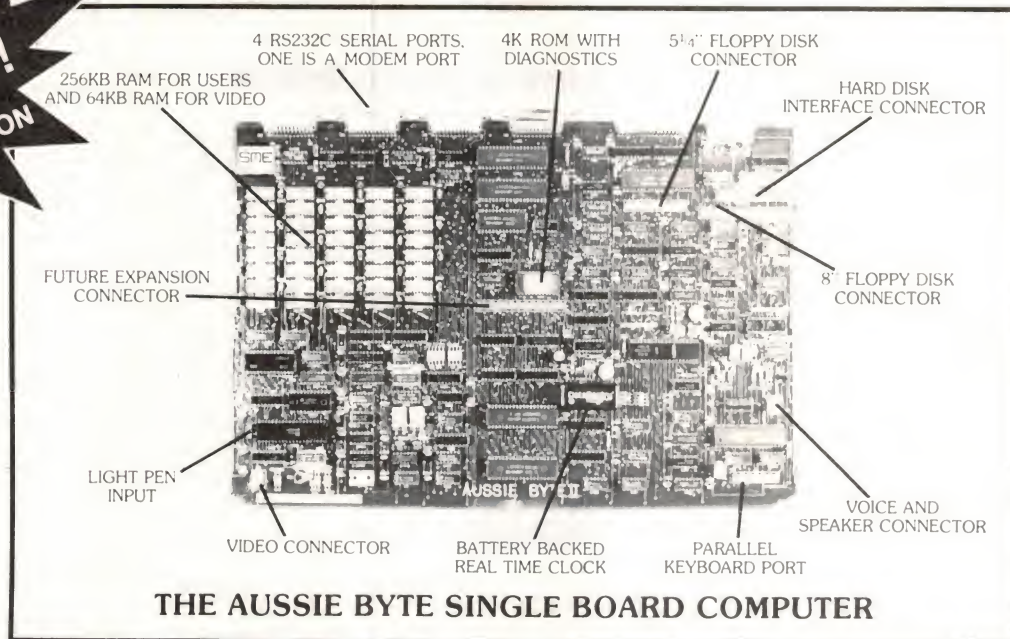 !
ON
4 RS232C SERIAL PORTS,
ONE IS A MODEM PORT
4K ROM WITH
DIAGNOSTICS
5¼" FLOPPY DISK
CONNECTOR
256KB RAM FOR USERS
AND 64KB RAM FOR VIDEO
HARD DISK
INTERFACE CONNECTOR
SME
FUTURE EXPANSION
CONNECTOR
8" FLOPPY DISK
CONNECTOR
LIGHT PEN
INPUT
AUSSIE BYTE II
VOICE AND
SPEAKER CONNECTOR
VIDEO CONNECTOR
BATTERY BACKED
REAL TIME CLOCK
PARALLEL
KEYBOARD PORT
THE AUSSIE BYTE SINGLE BOARD COMPUTER